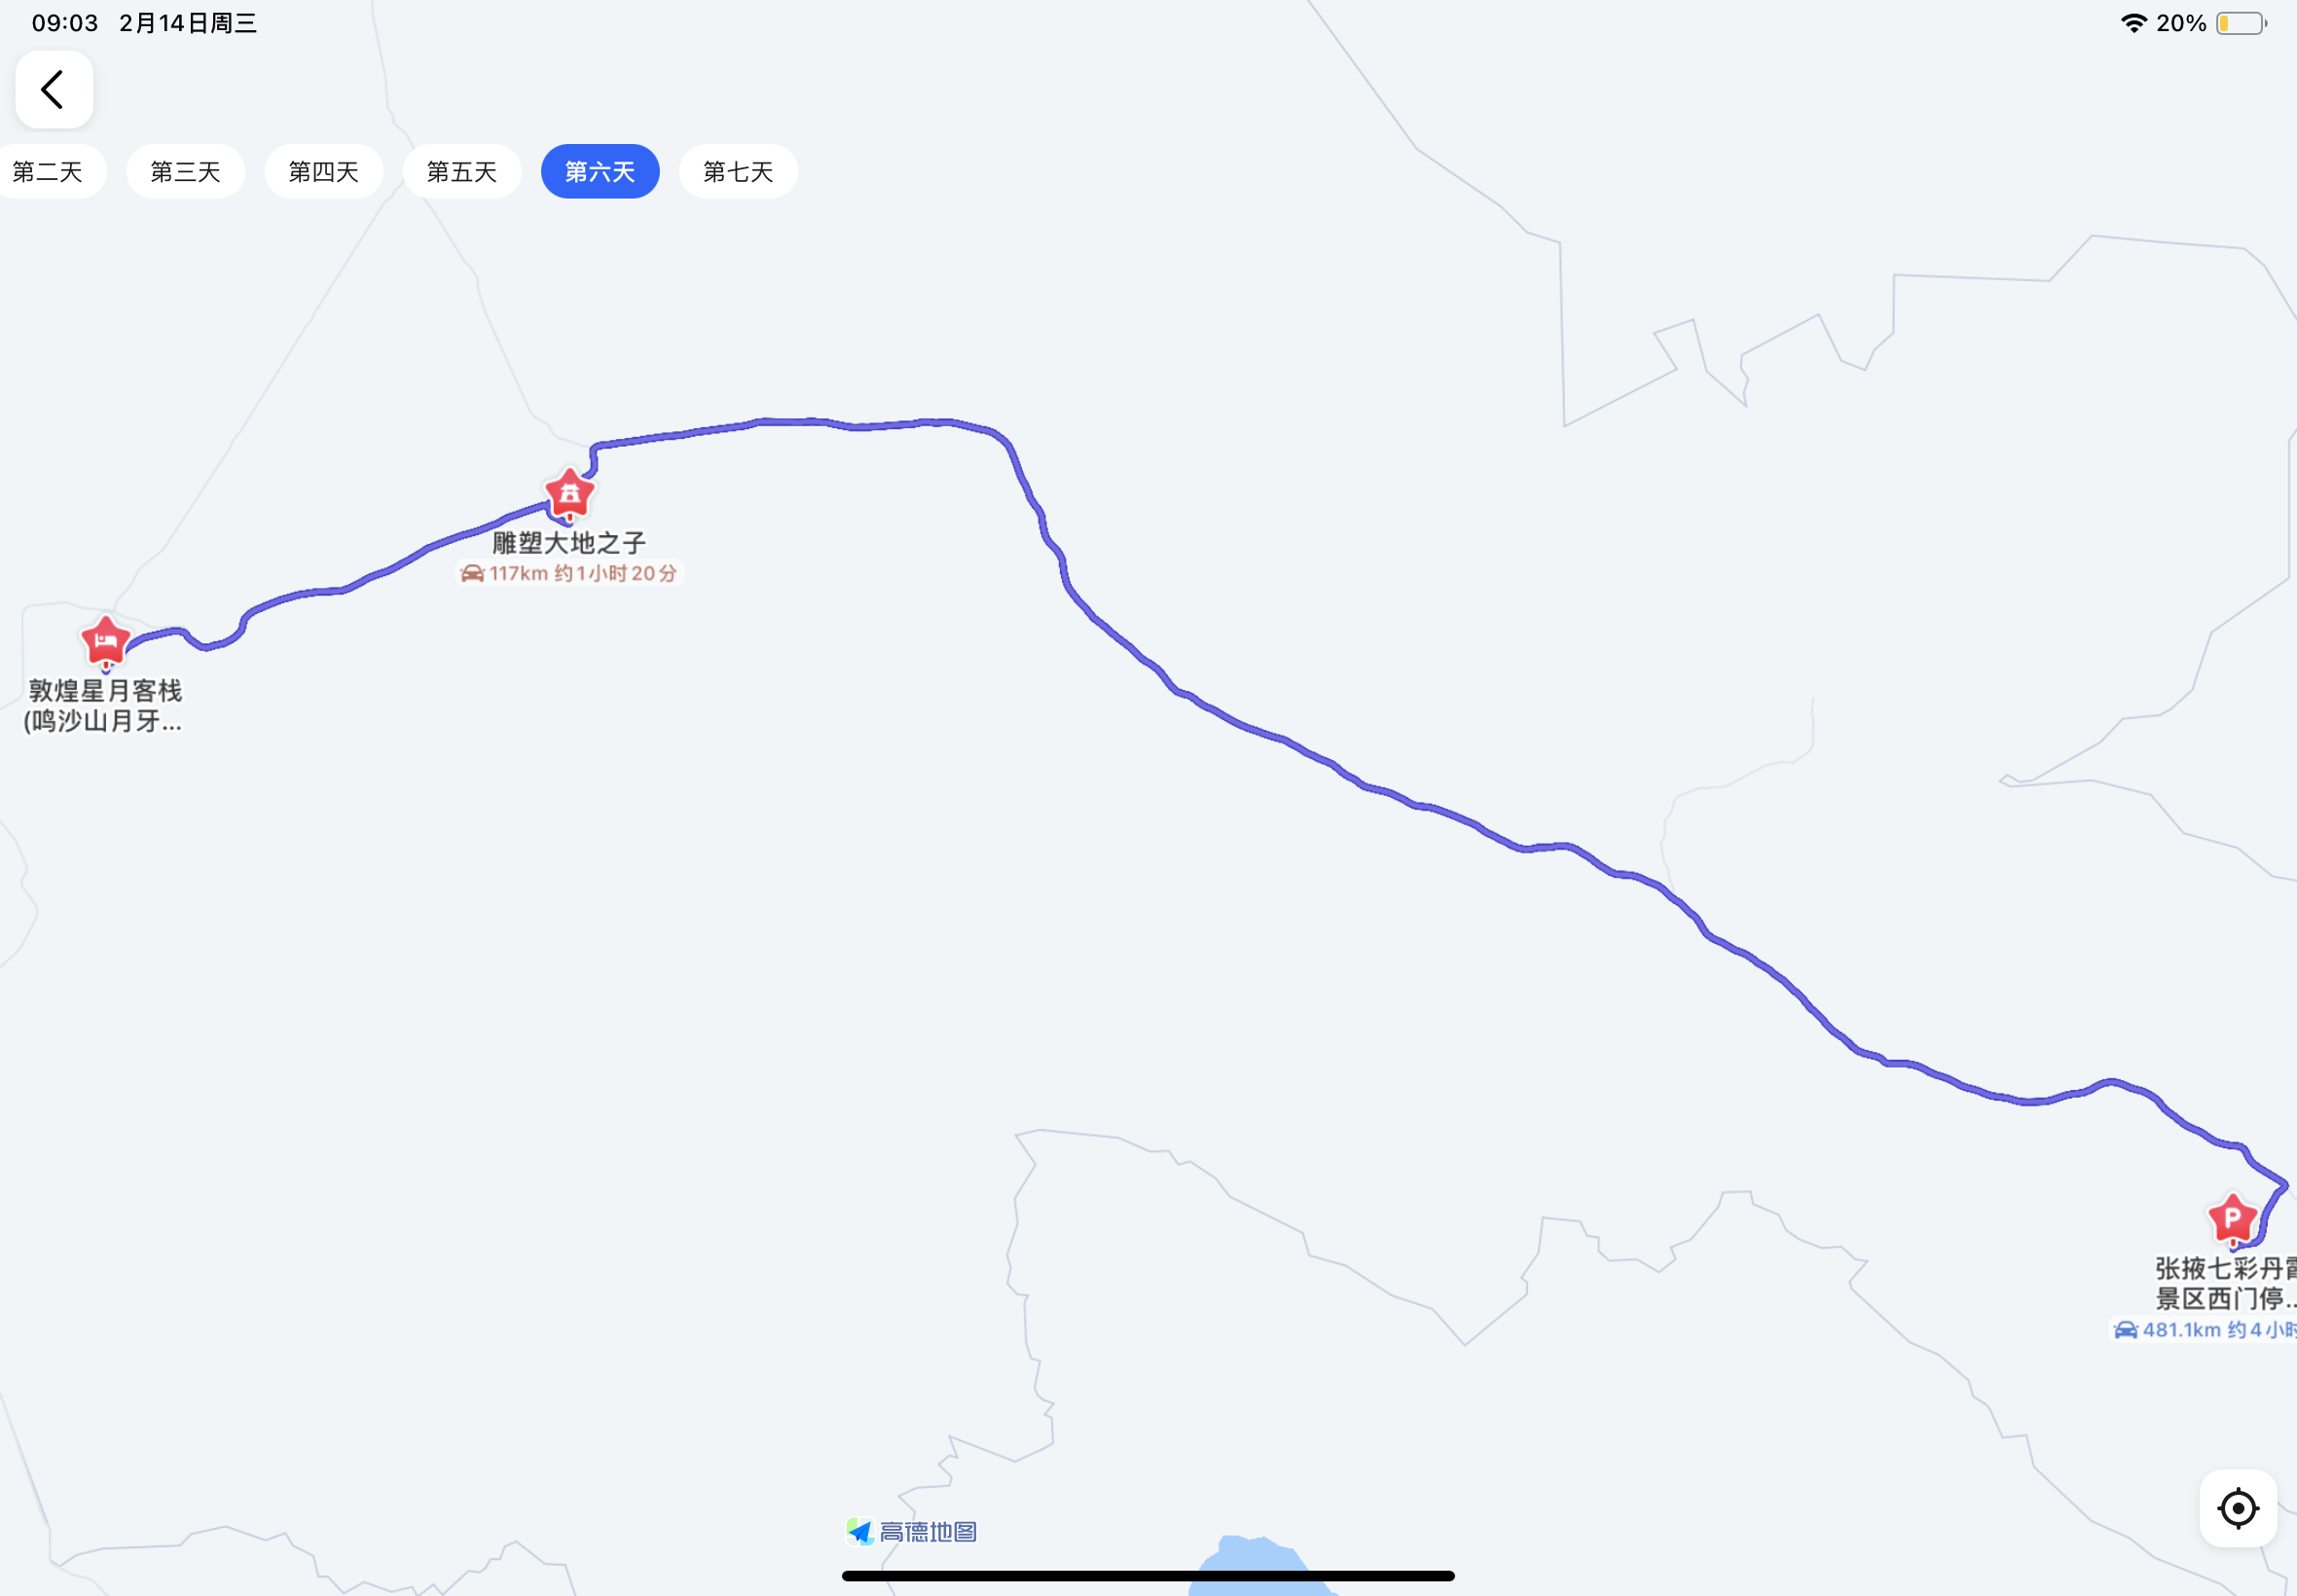 09:03 2月14日周三
20%
第二天 第三天 第四天 第五天 第六天 第七天
雕塑大地之子
117km 约1小时20分
敦煌星月客栈
(鸣沙山月牙...
P
张掖七彩丹霞
景区西门停...
481.1km 约4小时
高德地图